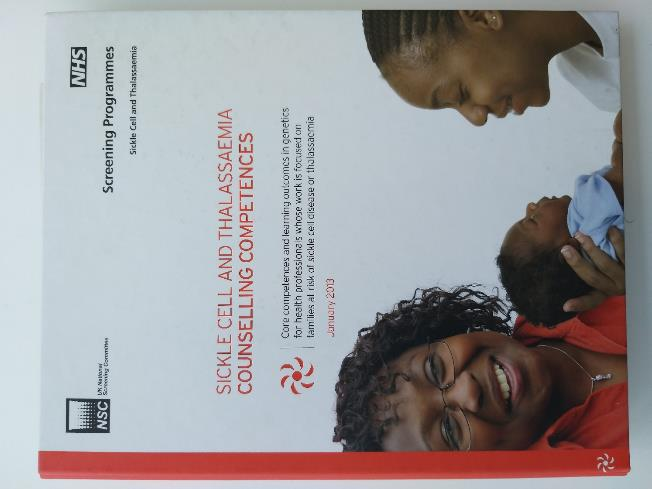 UK National
Screening Committee
NSC
NHS
Screening Programmes
Sickle Cell and Thalassaemia
SICKLE CELL AND THALASSAEMIA
COUNSELLING COMPETENCES
Core competences and learning outcomes in genetics
for health professionals whose work is focused on
families at risk of sickle cell disease or thalassaemia
January 2013